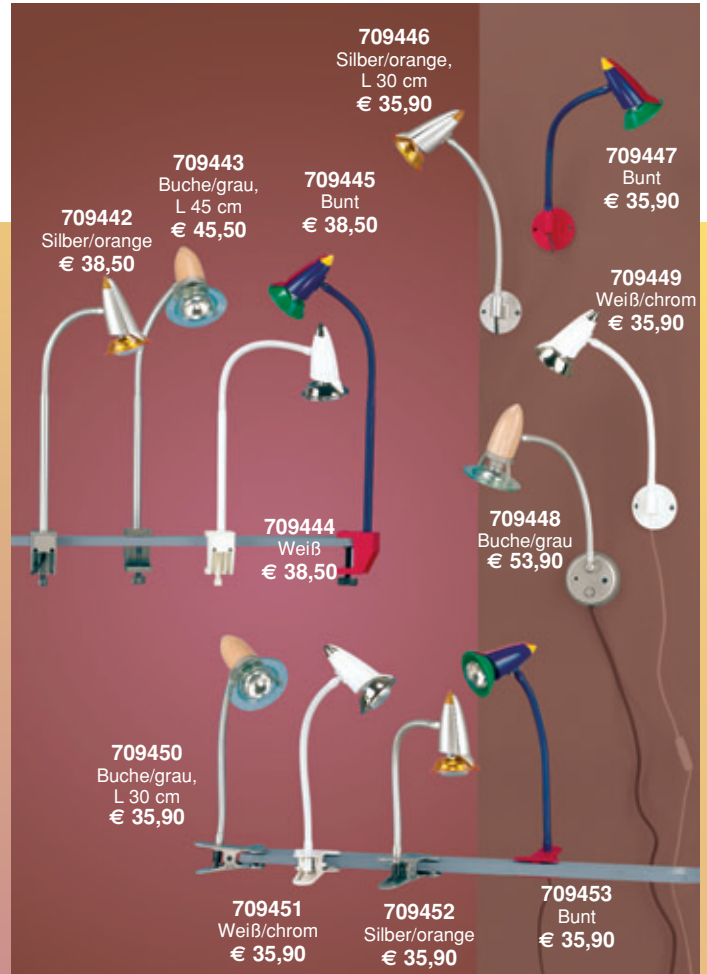 709446
Silber/orange,
L 30 cm
€ 35,90
709447
Bunt
€ 35,90
709443
Buche/grau,
L 45 cm
€ 45,50
709445
Bunt
€ 38,50
709442
Silber/orange
€ 38,50
709449
Weiß/chrom
€ 35,90
709444
Weiß
€ 38,50
709448
Buche/grau
€ 53,90
709450
Buche/grau,
L 30 cm
€ 35,90
709451
Weiß/chrom
€ 35,90
709452
Silber/orange
€ 35,90
709453
Bunt
€ 35,90